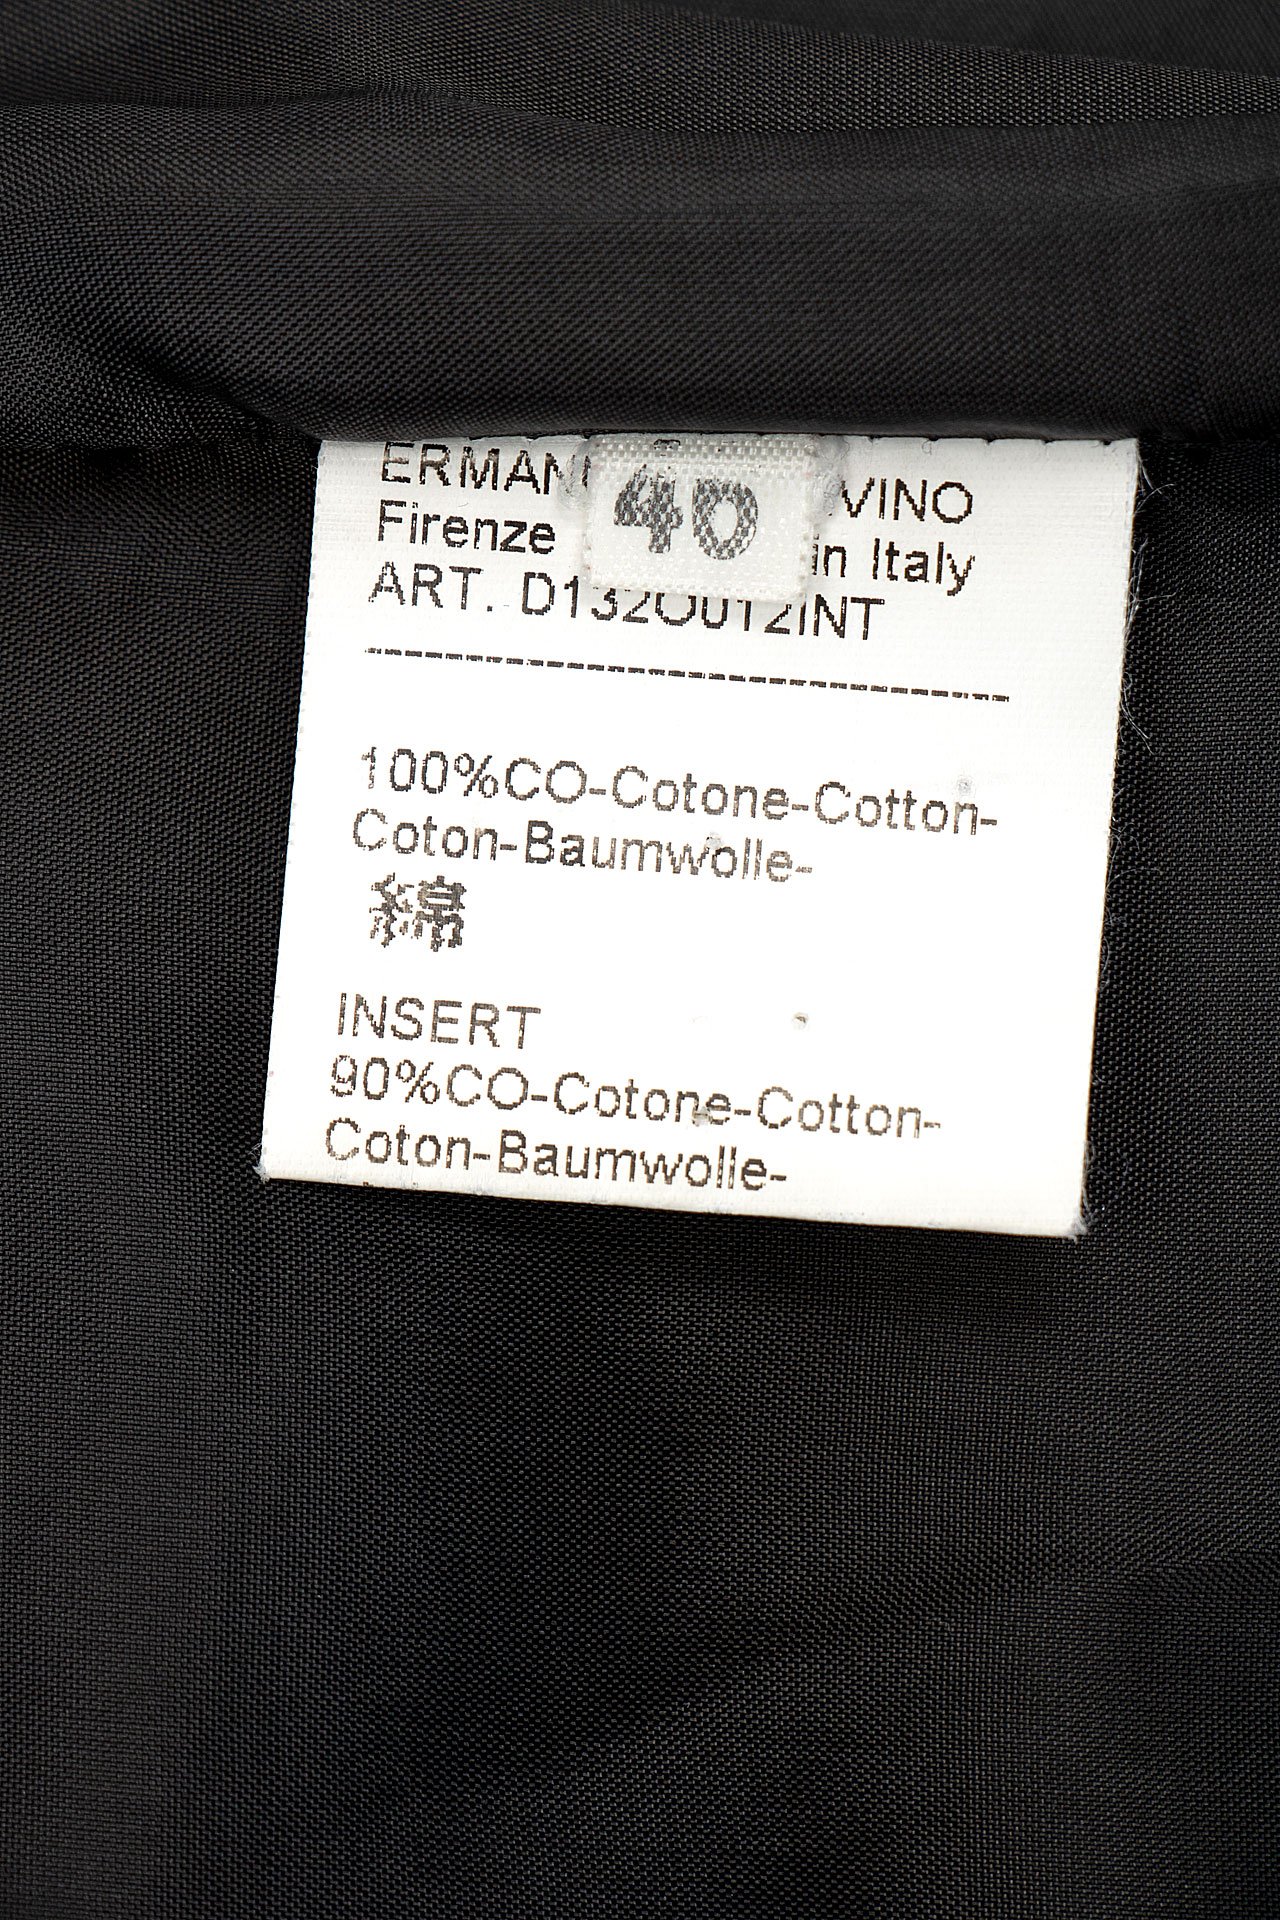 ERMAN VINO
40
Firenze in Italy
ART. D132O012INT
100%CO-Cotone-Cotton-
Coton-Baumwolle-
綿
INSERT
90%CO-Cotone-Cotton-
Coton-Baumwolle-